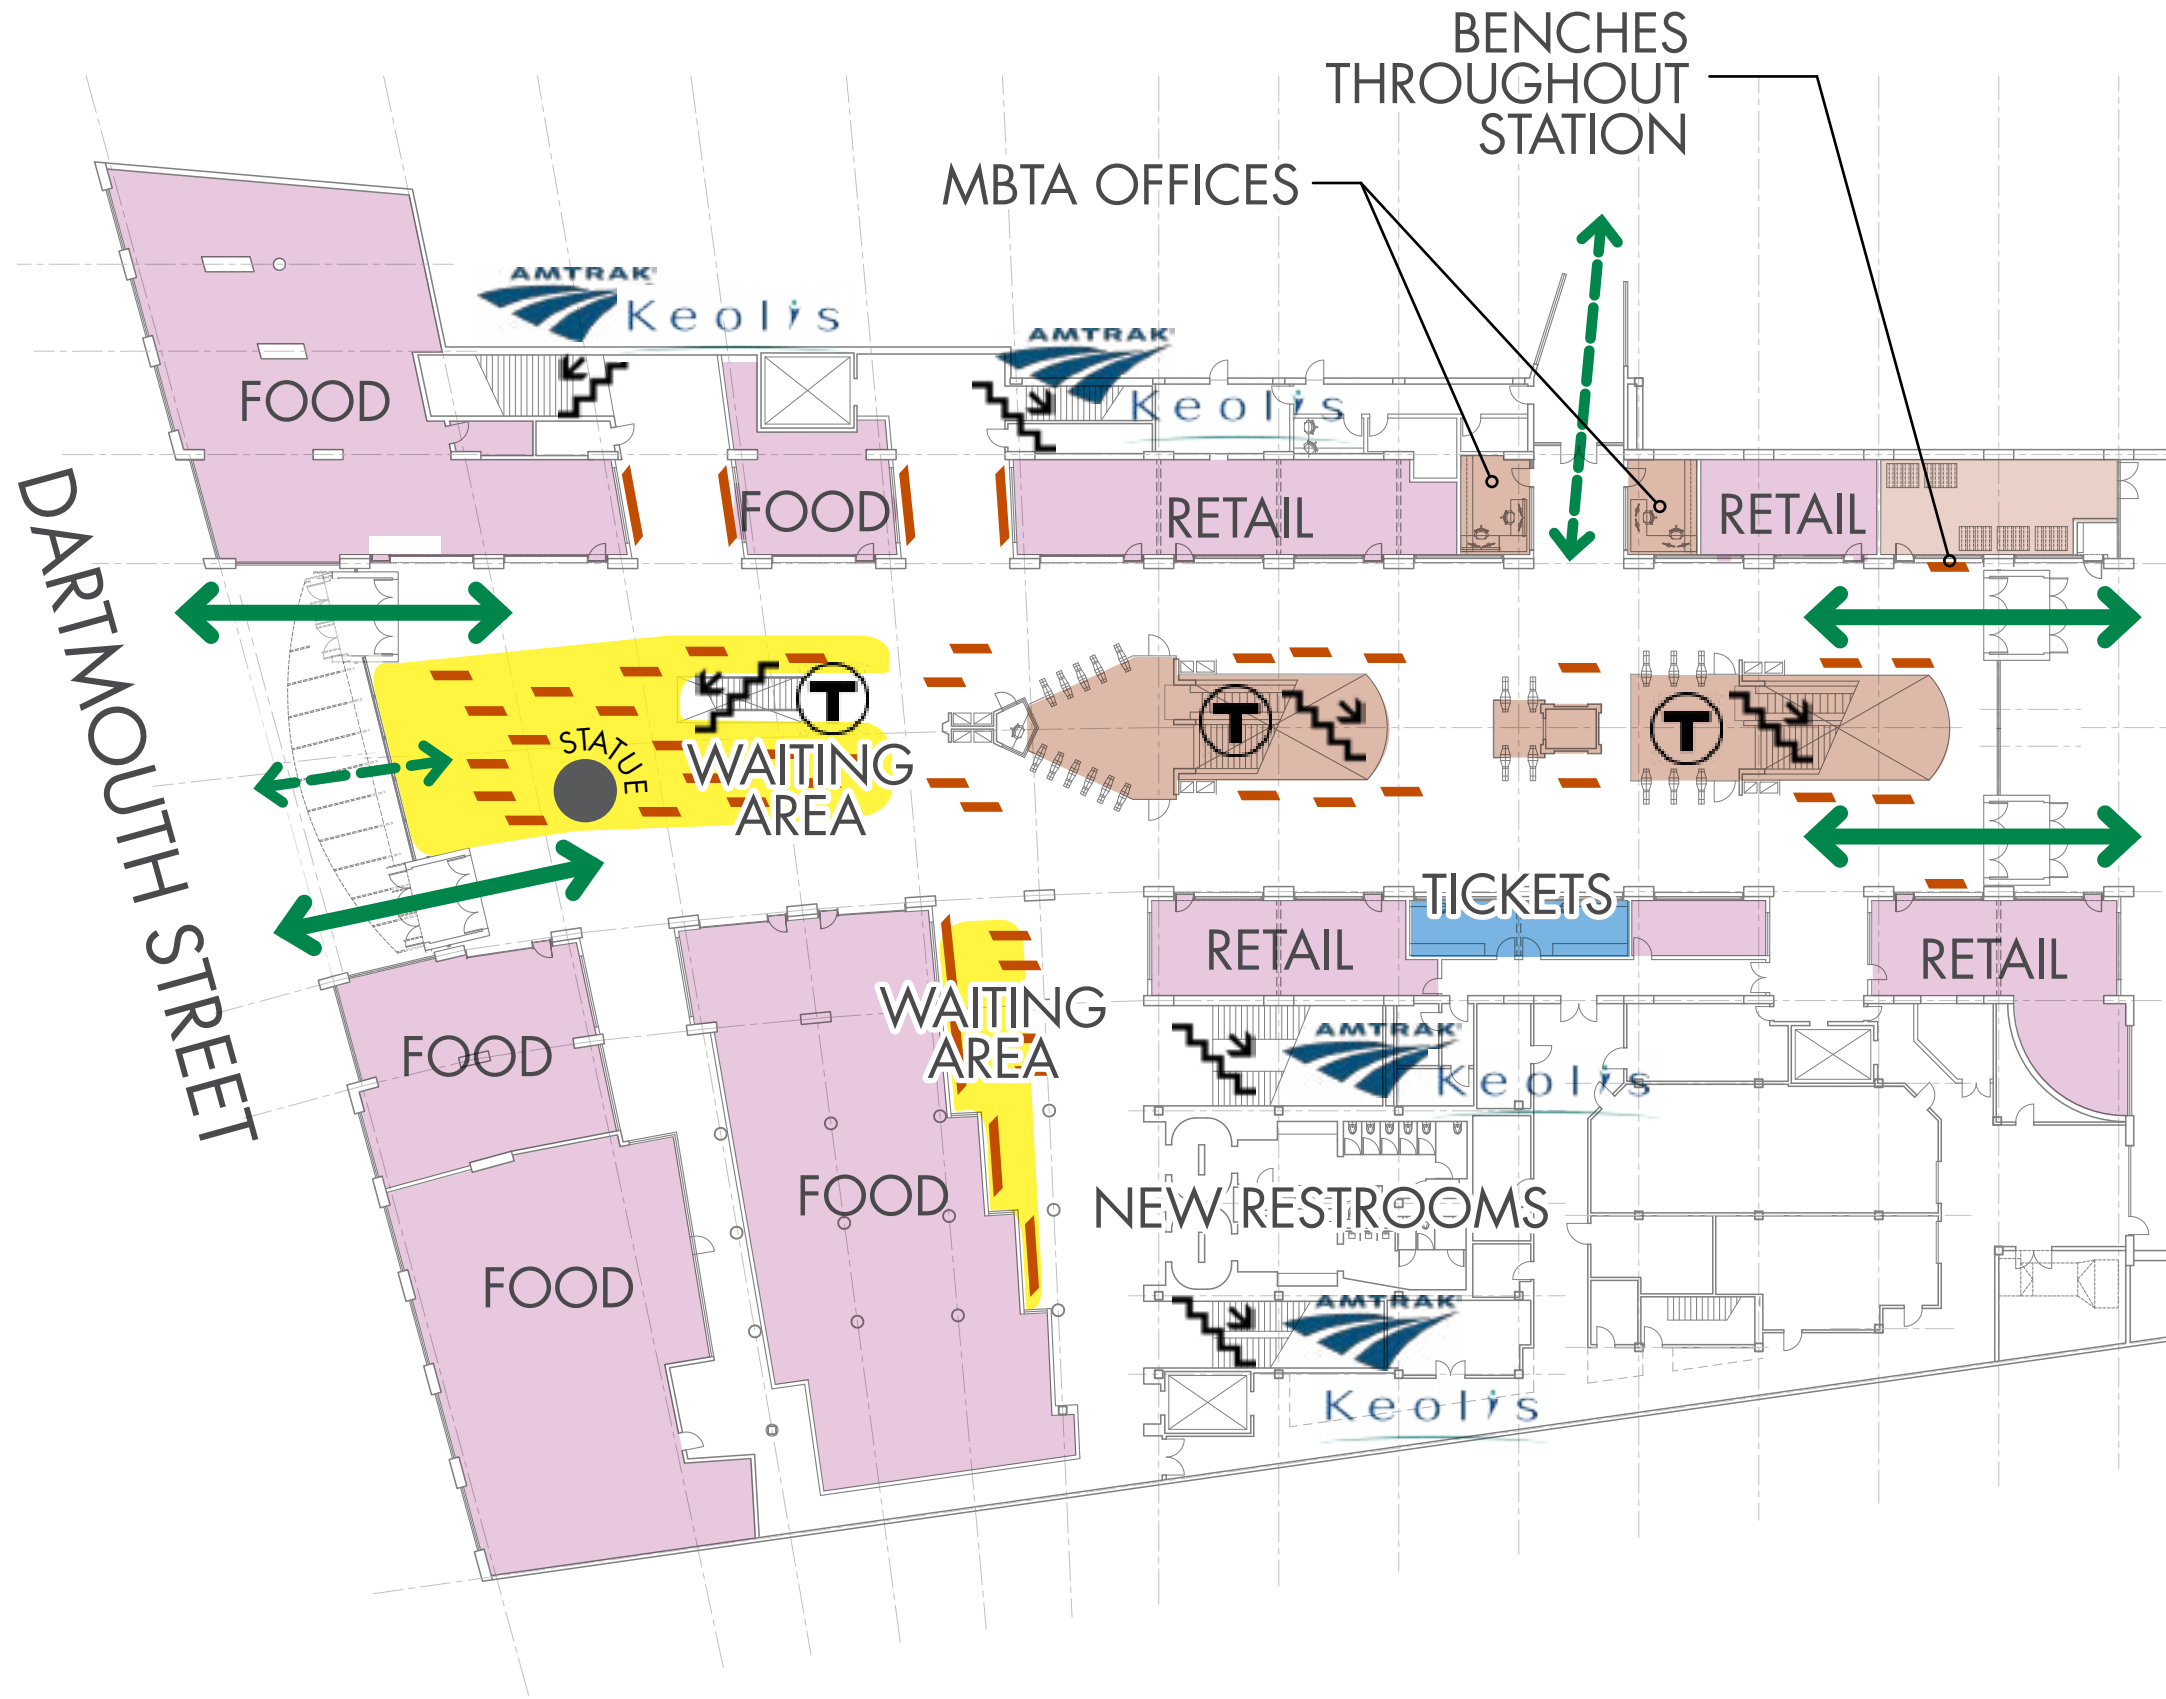 BENCHES
THROUGHOUT
STATION
MBTA OFFICES
AMTRAK
Keolis
AMTRAK
Keolis
FOOD
FOOD
RETAIL
RETAIL
DARTMOUTH STREET
STATUE
T
WAITING
AREA
T
T
TICKETS
RETAIL
RETAIL
WAITING
AREA
FOOD
AMTRAK
Keolis
FOOD
NEW RESTROOMS
FOOD
AMTRAK
Keolis